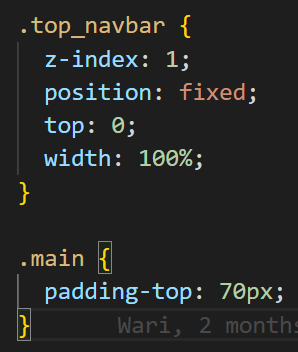 .top_navbar {
z-index: 1;
position: fixed;
top: 0;
width: 100%;
}
.main {
padding-top: 70px;
} Wari, 2 months